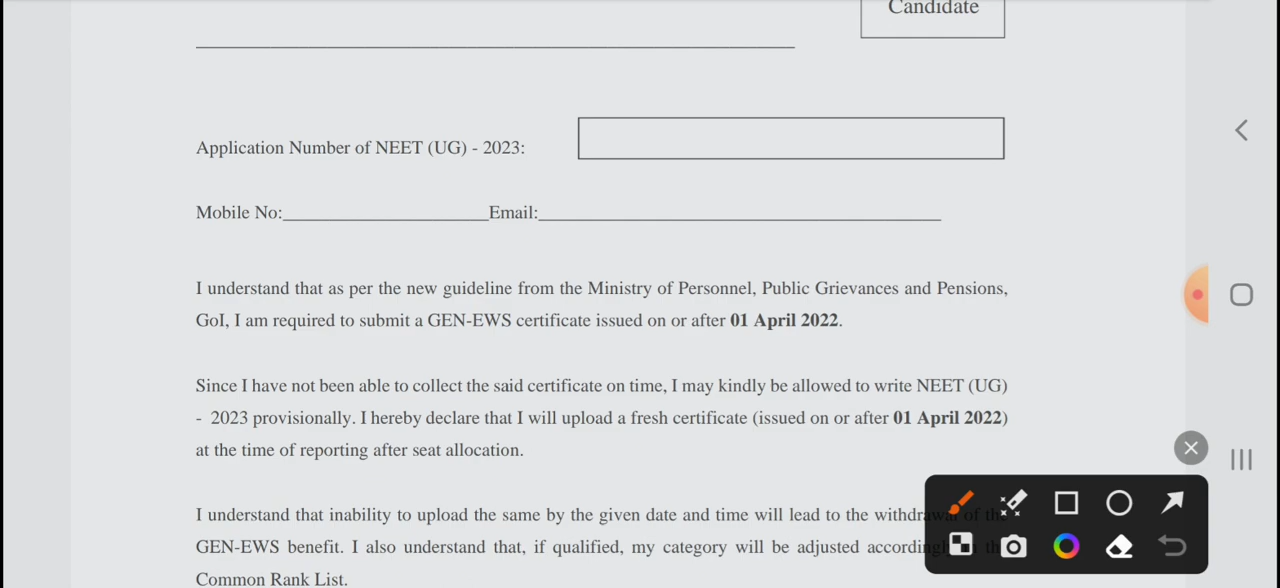 Candidate
Application Number of NEET (UG) - 2023:
Mobile No:______________________Email:___________________________________________
I understand that as per the new guideline from the Ministry of Personnel, Public Grievances and Pensions,
GoI, I am required to submit a GEN-EWS certificate issued on or after 01 April 2022.
Since I have not been able to collect the said certificate on time, I may kindly be allowed to write NEET (UG)
- 2023 provisionally. I hereby declare that I will upload a fresh certificate (issued on or after 01 April 2022)
at the time of reporting after seat allocation.
I understand that inability to upload the same by the given date and time will lead to the withdrawal of the
GEN-EWS benefit. I also understand that, if qualified, my category will be adjusted accordingly
Common Rank List.